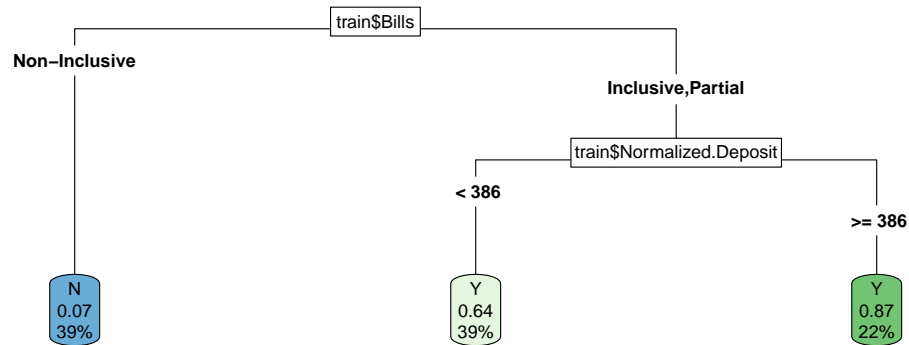 train$Bills
Non−Inclusive
Inclusive,Partial
train$Normalized.Deposit
< 386
>= 386
N
0.07
39%
Y
0.64
39%
Y
0.87
22%